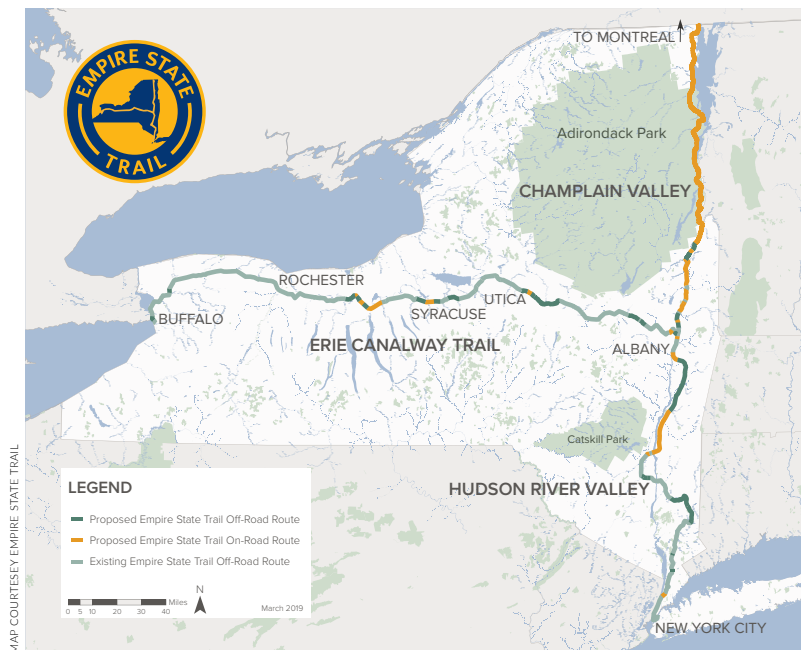 EMPIRE STATE
TRAIL
TO MONTREAL
Adirondack Park
CHAMPLAIN VALLEY
ROCHESTER
BUFFALO
SYRACUSE
UTICA
ERIE CANALWAY TRAIL
ALBANY
Catskill Park
HUDSON RIVER VALLEY
NEW YORK CITY
LEGEND
Proposed Empire State Trail Off-Road Route
Proposed Empire State Trail On-Road Route
Existing Empire State Trail Off-Road Route
Miles
0 5 10 20 30 40
N
March 2019
MAP COURTESEY EMPIRE STATE TRAIL